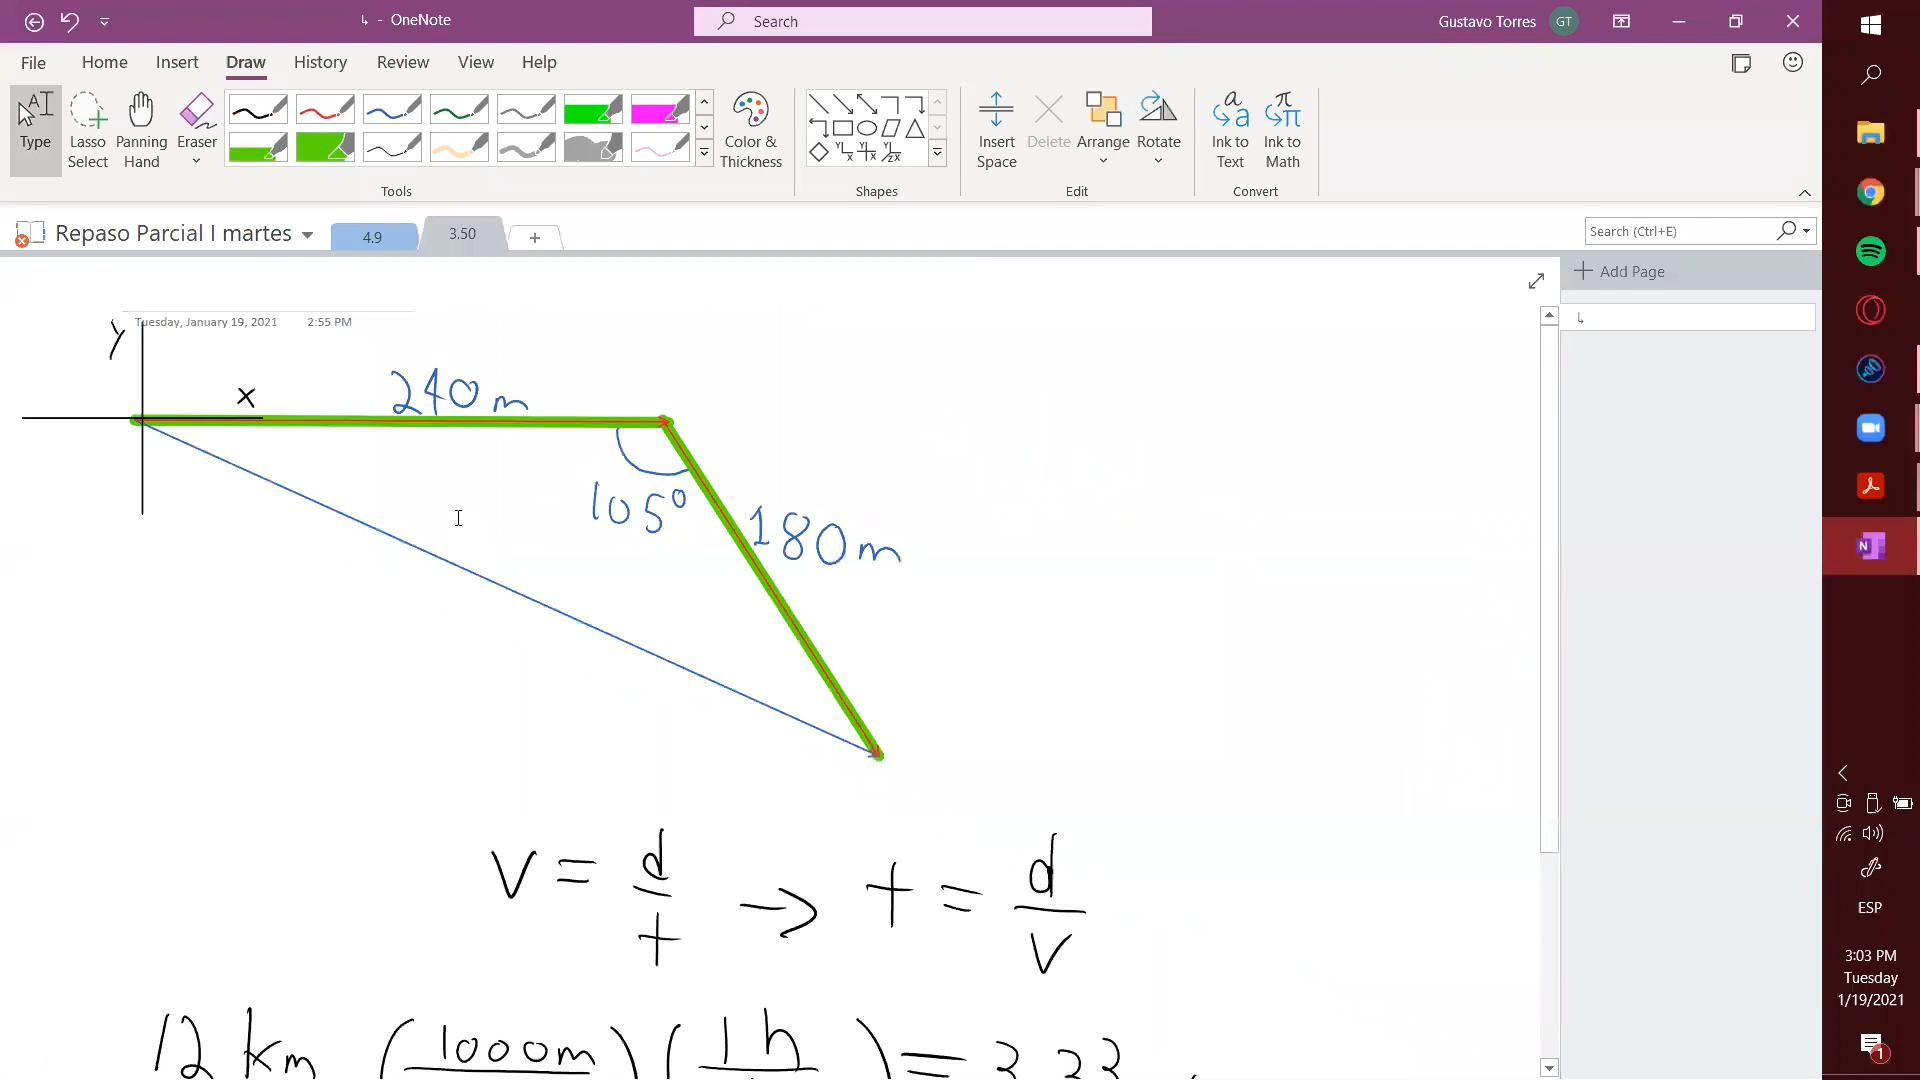 - OneNote
Search
Gustavo Torres
GT
File
Home
Insert
Draw
History
Review
View
Help
Type
Lasso Select
Panning Hand
Eraser
Color & Thickness
Insert Space
Delete
Arrange
Rotate
Ink to Text
Ink to Math
Tools
Shapes
Edit
Convert
Repaso Parcial I martes
4.9
3.50
Search (Ctrl+E)
Add Page
Tuesday, January 19, 2021 2:55 PM
y
x
240 m
105°
180 m
v = d/t → t = d/v
12 km (1000m) (1h) = 3.33
ESP
3:03 PM
Tuesday
1/19/2021
1